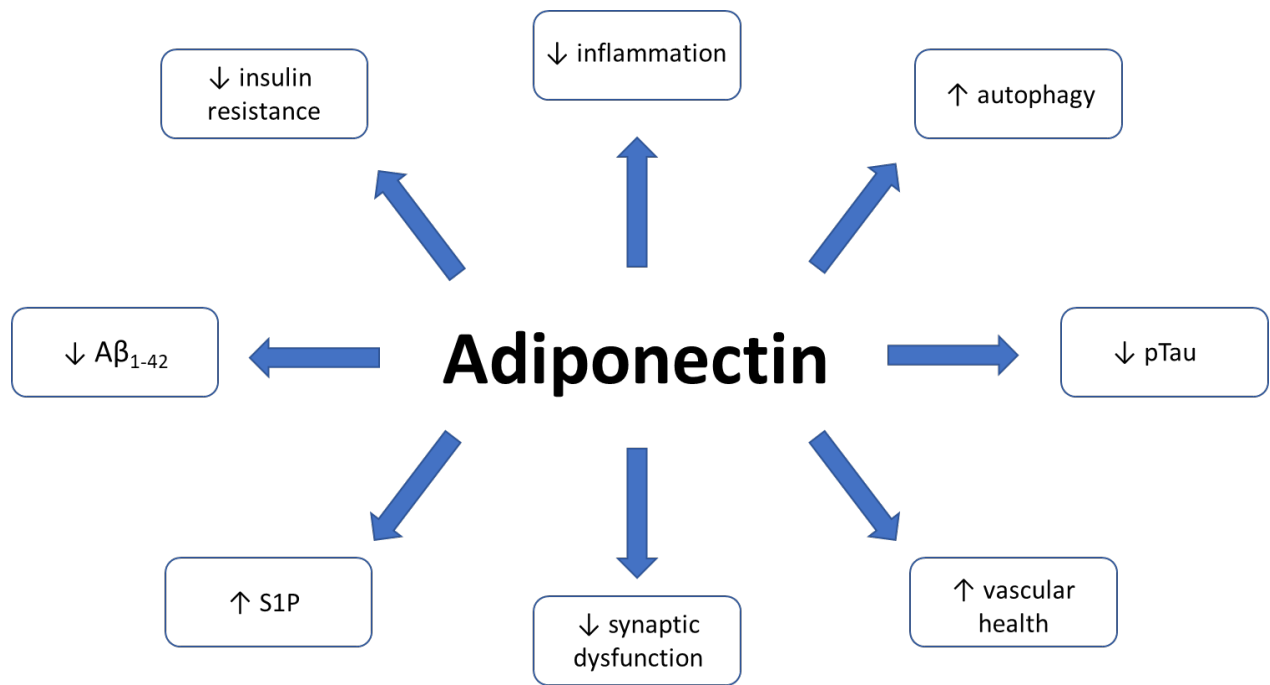 ↓ inflammation
↓ insulin
resistance
↑ autophagy
↓ Aβ₁₋₄₂
Adiponectin
↓ pTau
↑ S1P
↓ synaptic
dysfunction
↑ vascular
health